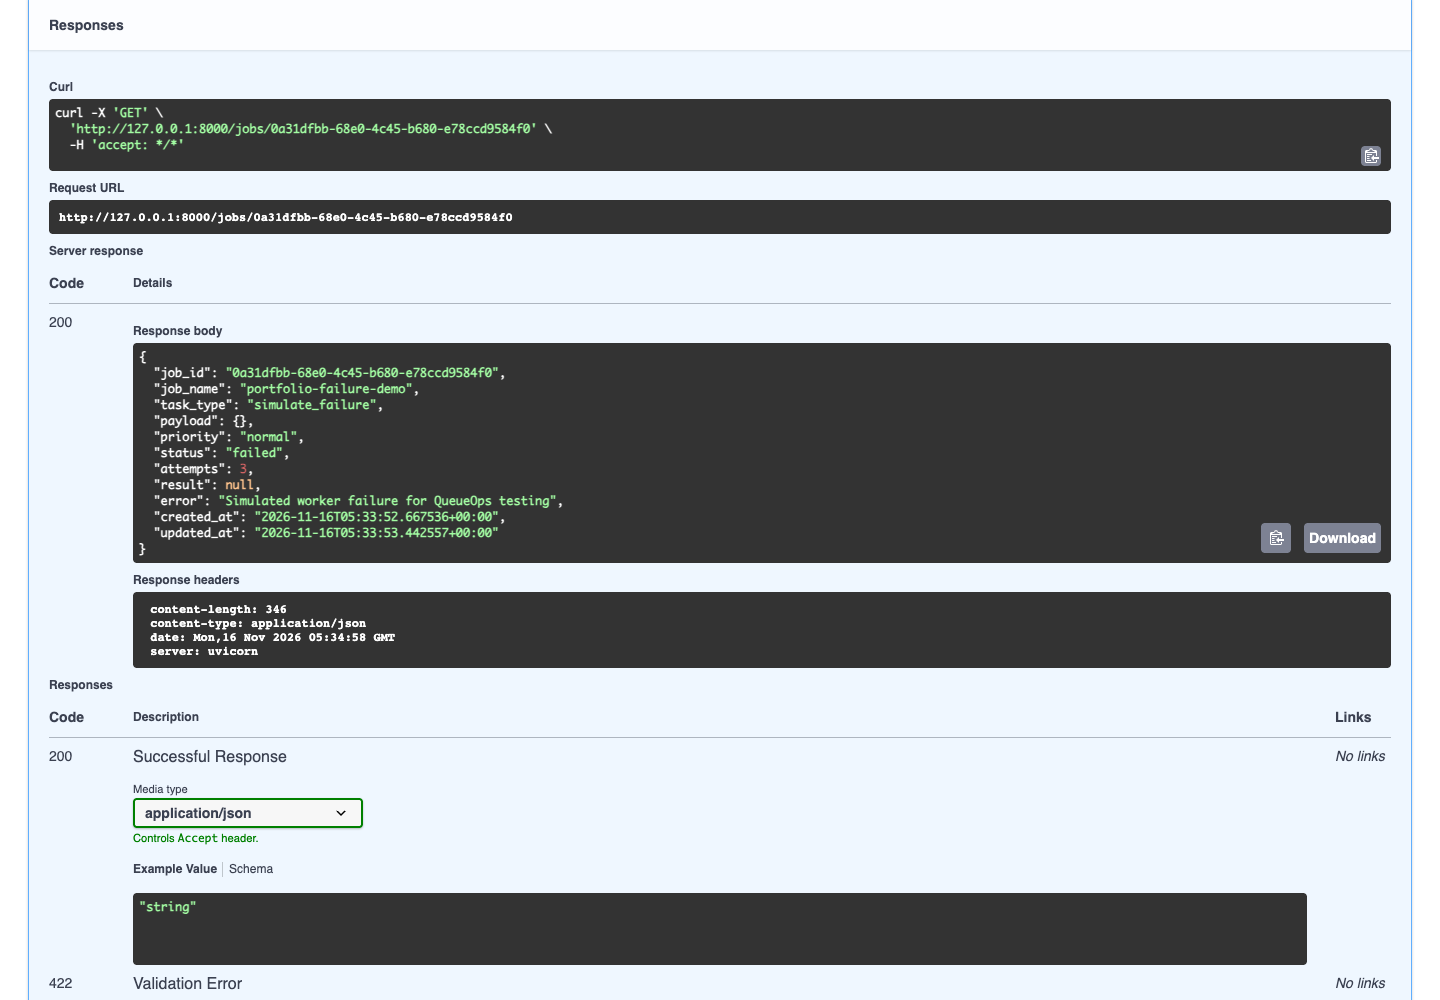 Responses
Curl
curl -X 'GET' \
  'http://127.0.0.1:8000/jobs/0a31dfbb-68e0-4c45-b680-e78ccd9584f0' \
  -H 'accept: */*'
Request URL
http://127.0.0.1:8000/jobs/0a31dfbb-68e0-4c45-b680-e78ccd9584f0
Server response
Code Details
200
Response body
{
  "job_id": "0a31dfbb-68e0-4c45-b680-e78ccd9584f0",
  "job_name": "portfolio-failure-demo",
  "task_type": "simulate_failure",
  "payload": {},
  "priority": "normal",
  "status": "failed",
  "attempts": 3,
  "result": null,
  "error": "Simulated worker failure for QueueOps testing",
  "created_at": "2026-11-16T05:33:52.667536+00:00",
  "updated_at": "2026-11-16T05:33:53.442557+00:00"
}
Download
Response headers
content-length: 346
content-type: application/json
date: Mon,16 Nov 2026 05:34:58 GMT
server: uvicorn
Responses
Code Description Links
200 Successful Response No links
Media type
application/json
Controls Accept header.
Example Value Schema
"string"
422 Validation Error No links